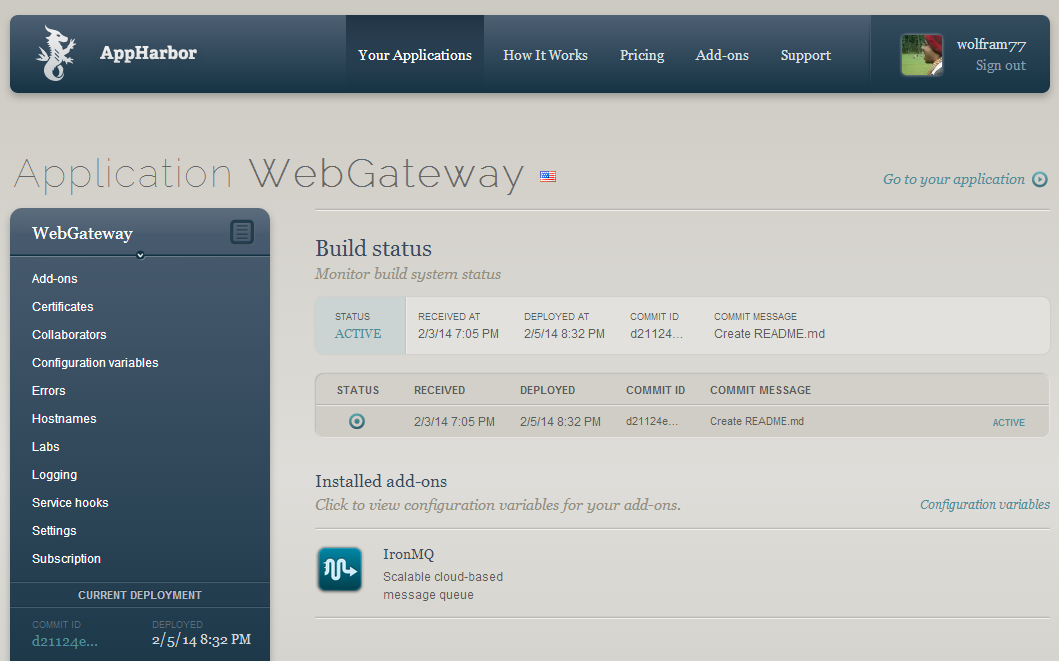 AppHarbor
Your Applications
How It Works
Pricing
Add-ons
Support
wolfram77
Sign out
Application WebGateway
Go to your application
WebGateway
Add-ons
Certificates
Collaborators
Configuration variables
Errors
Hostnames
Labs
Logging
Service hooks
Settings
Subscription
CURRENT DEPLOYMENT
COMMIT ID DEPLOYED
d21124e... 2/5/14 8:32 PM
Build status
Monitor build system status
STATUS RECEIVED AT DEPLOYED AT COMMIT ID COMMIT MESSAGE
ACTIVE 2/3/14 7:05 PM 2/5/14 8:32 PM d21124... Create README.md
STATUS RECEIVED DEPLOYED COMMIT ID COMMIT MESSAGE
2/3/14 7:05 PM 2/5/14 8:32 PM d21124e... Create README.md ACTIVE
Installed add-ons
Click to view configuration variables for your add-ons.
Configuration variables
IronMQ
Scalable cloud-based
message queue